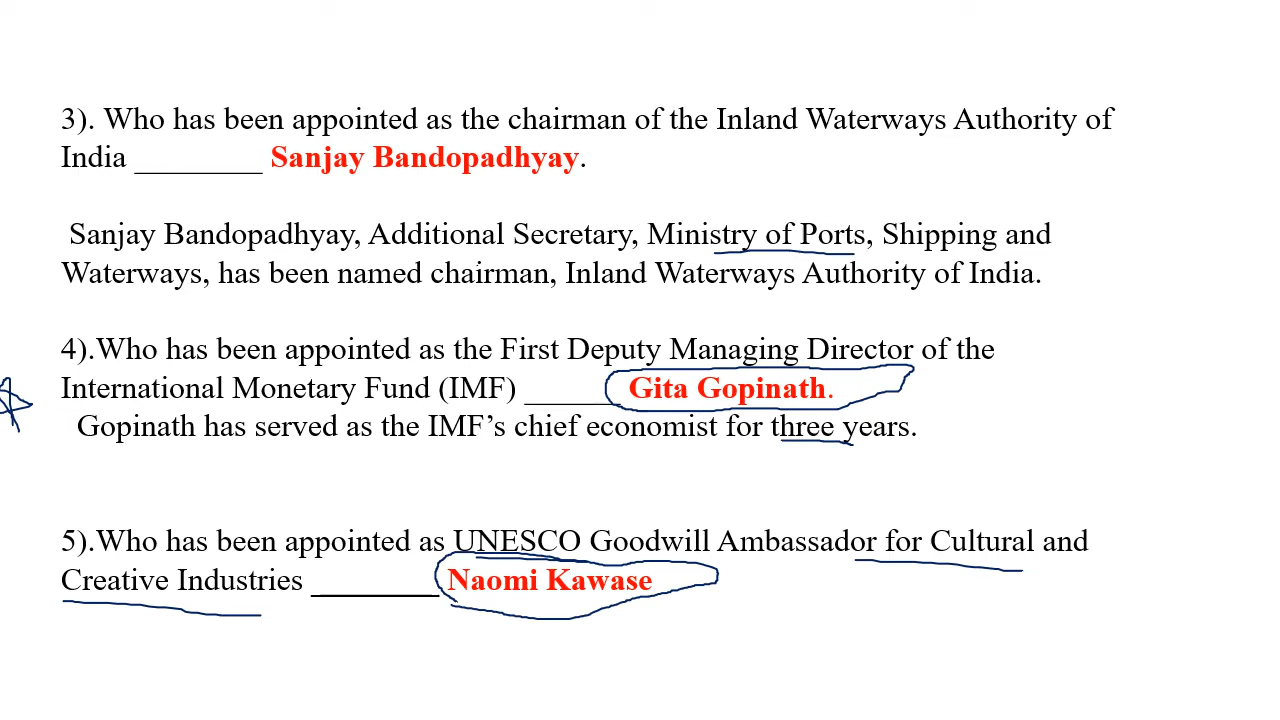 3). Who has been appointed as the chairman of the Inland Waterways Authority of
India ________ Sanjay Bandopadhyay.
Sanjay Bandopadhyay, Additional Secretary, Ministry of Ports, Shipping and
Waterways, has been named chairman, Inland Waterways Authority of India.
4).Who has been appointed as the First Deputy Managing Director of the
International Monetary Fund (IMF) ______ Gita Gopinath.
Gopinath has served as the IMF’s chief economist for three years.
5).Who has been appointed as UNESCO Goodwill Ambassador for Cultural and
Creative Industries ________ Naomi Kawase